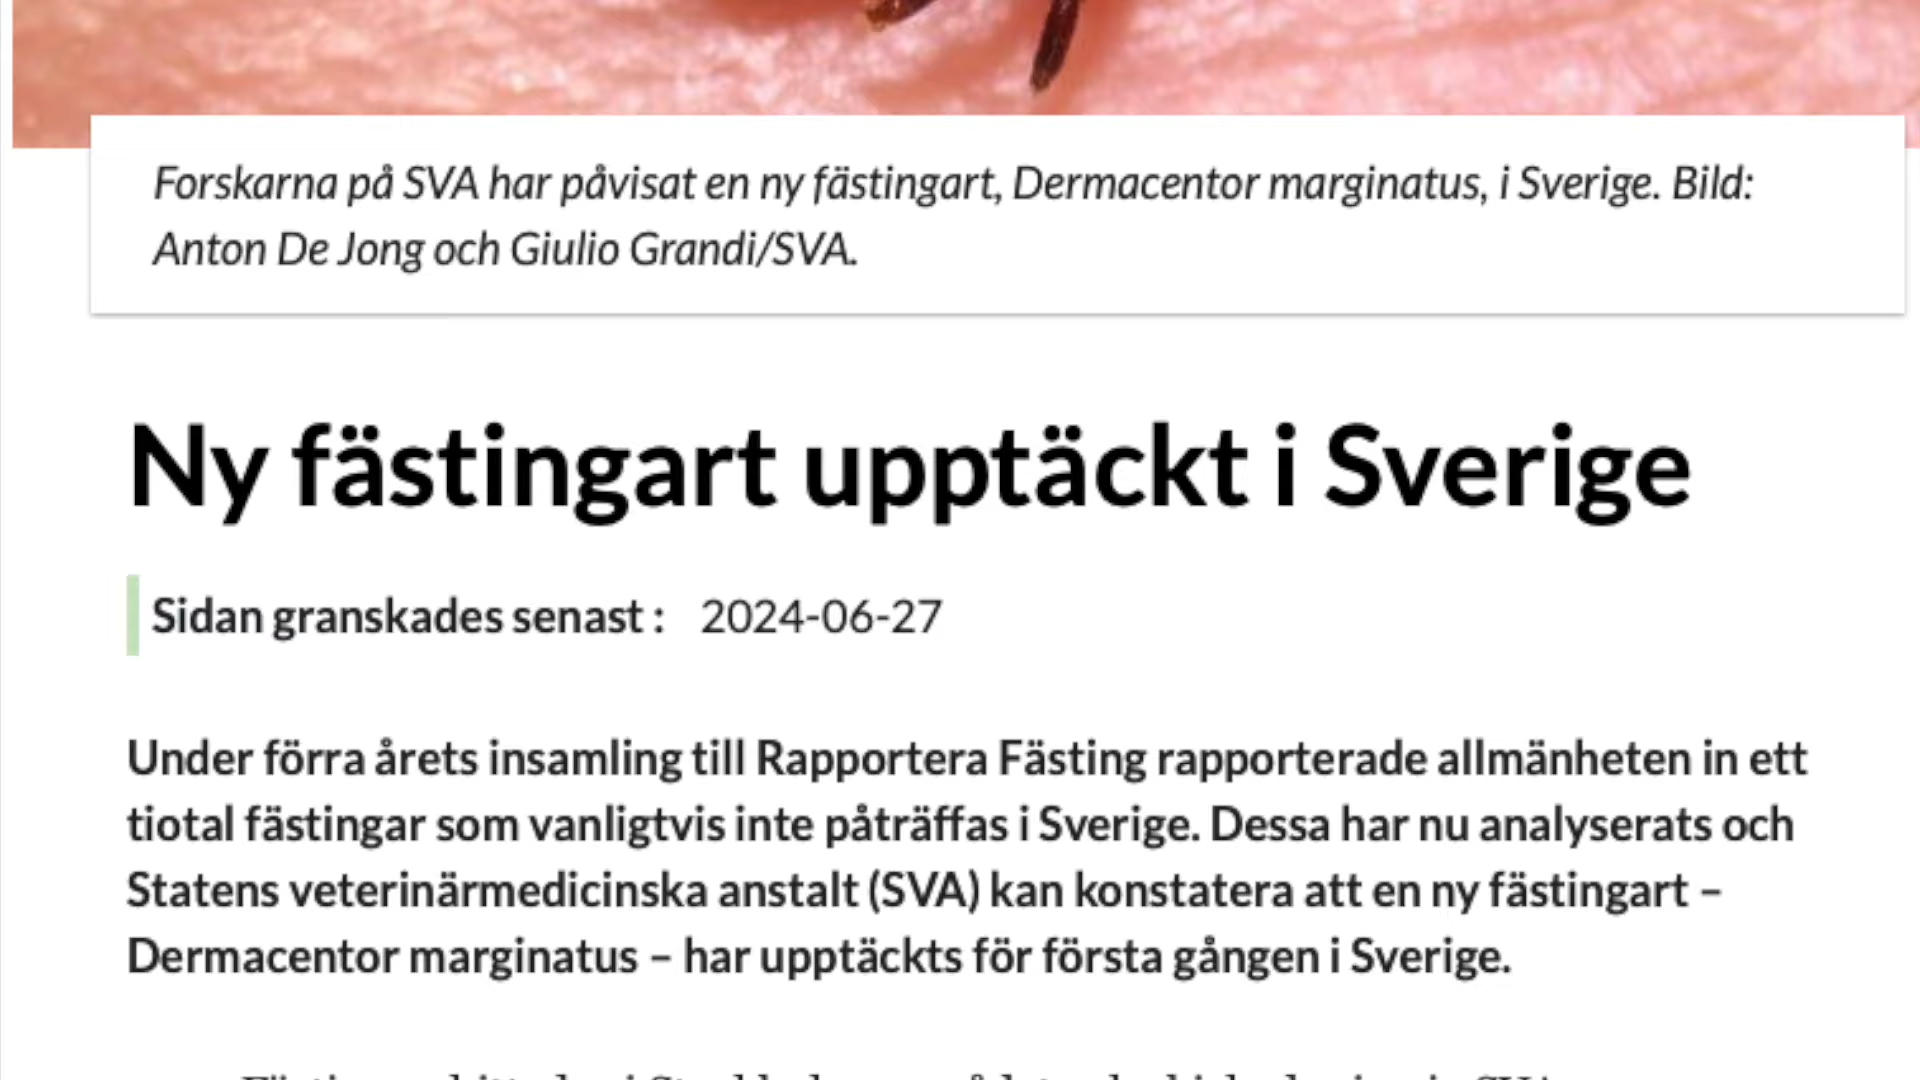 Forskarna på SVA har påvisat en ny fästingart, Dermacentor marginatus, i Sverige. Bild:
Anton De Jong och Giulio Grandi/SVA.
Ny fästingart upptäckt i Sverige
Sidan granskades senast : 2024-06-27
Under förra årets insamling till Rapportera Fästing rapporterade allmänheten in ett
tiotal fästingar som vanligtvis inte påträffas i Sverige. Dessa har nu analyserats och
Statens veterinärmedicinska anstalt (SVA) kan konstatera att en ny fästingart –
Dermacentor marginatus – har upptäckts för första gången i Sverige.